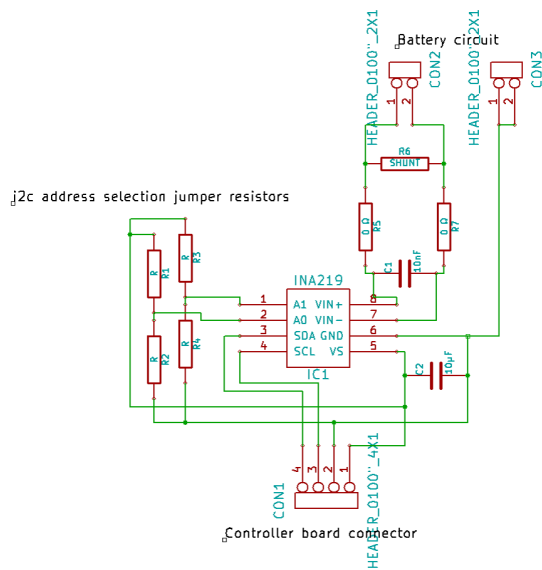 Battery circuit
HEADER_0100"_2X1
CON2
HEADER_0100"_2X1
CON3
1
2
1
2
R6
SHUNT
i2c address selection jumper resistors
0 Ω
R5
0 Ω
R7
R
R1
R
R3
C1
10nF
INA219
1
A1
VIN+
8
2
A0
VIN-
7
3
SDA
GND
6
4
SCL
VS
5
IC1
R
R2
R
R4
C2
10µF
4
3
2
1
CON1
HEADER_0100"_4X1
Controller board connector